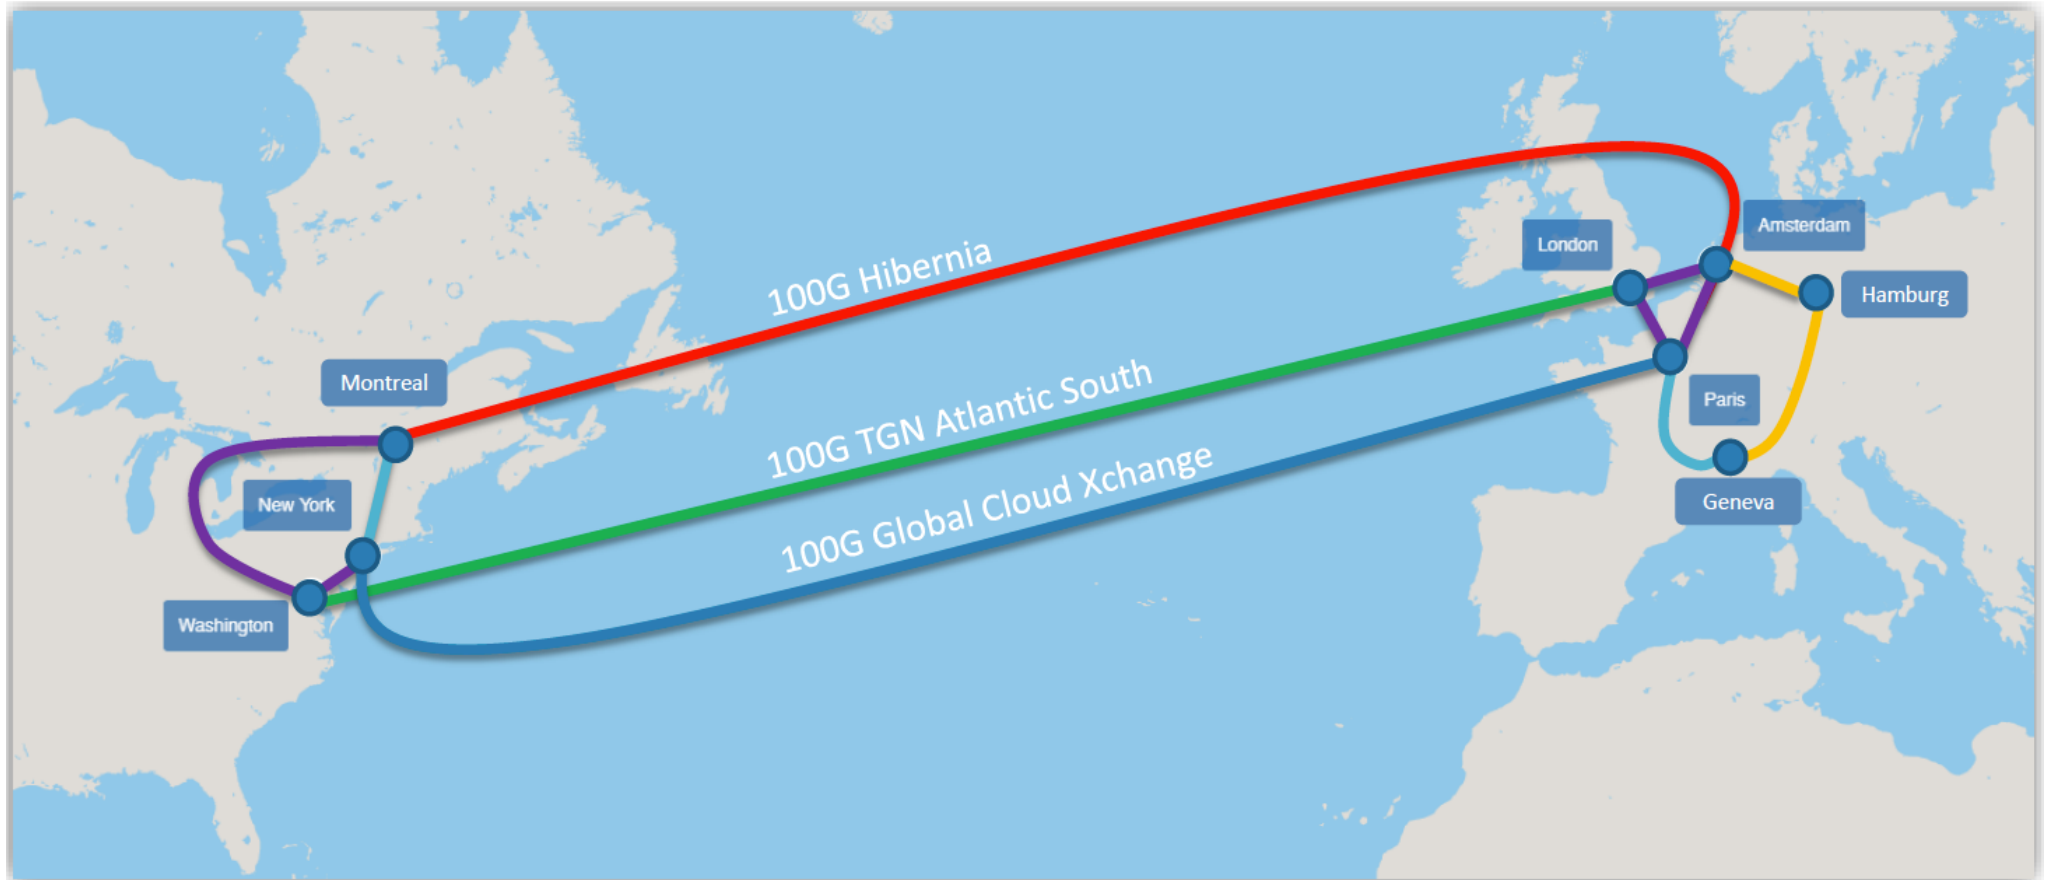 100G Hibernia
Amsterdam
London
Hamburg
Montreal
100G TGN Atlantic South
Paris
New York
100G Global Cloud Xchange
Geneva
Washington